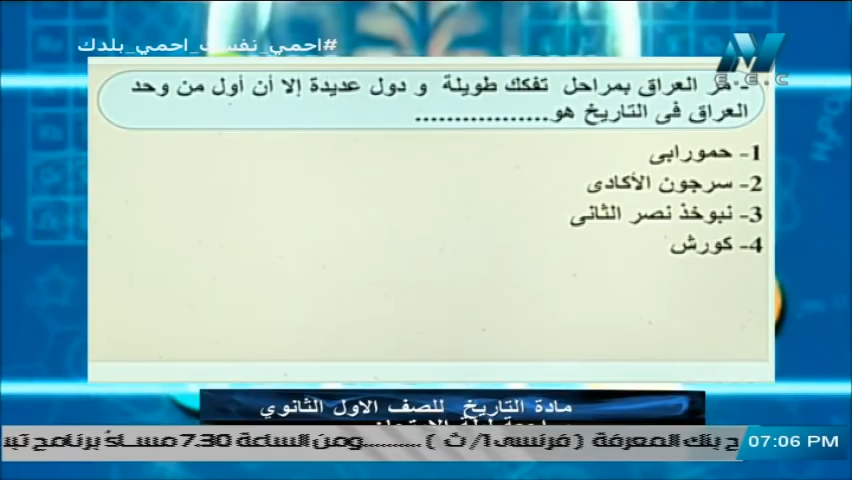 #احمي_نفسك_احمي_بلدك
E.E.C
- مر العراق بمراحل تفكك طويلة و دول عديدة إلا أن أول من وحد
العراق فى التاريخ هو.................
1- حمورابى
2- سرجون الأكادى
3- نبوخذ نصر الثانى
4- كورش
مادة التاريخ للصف الاول الثانوي
ج بنك المعرفة ( فرنسى 1/ ث ) ..........ومن الساعة 7.30 مساءً برنامج
07:06 PM